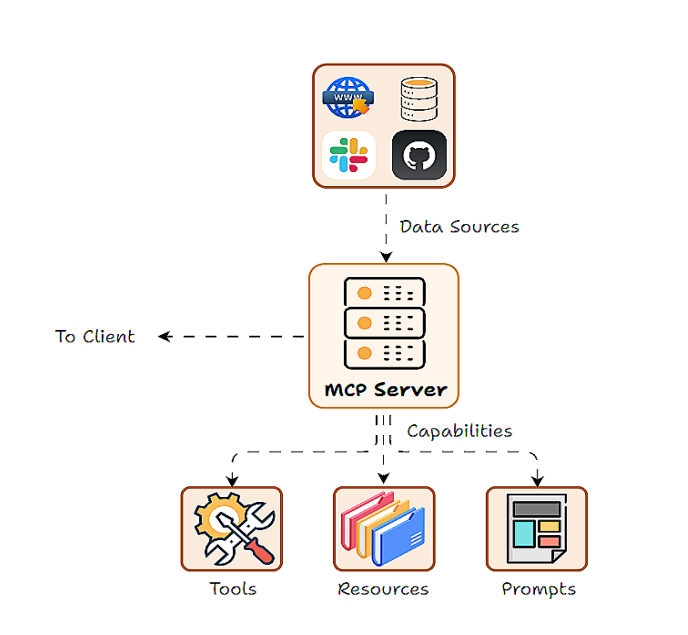 WWW
Data Sources
To Client
MCP Server
Capabilities
Tools
Resources
Prompts